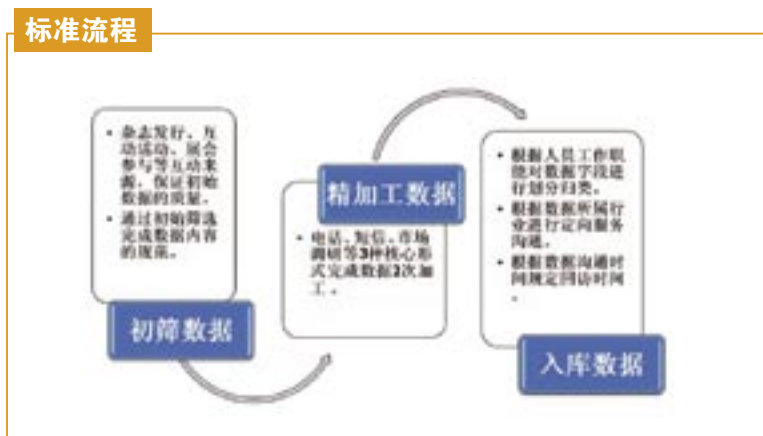 标准流程
• 杂志发行、互
动活动、展会
参与等互动来
源，保证初始
数据的质量。
• 通过初始筛选
完成数据内容
的规范。
初筛数据
精加工数据
• 电话、短信、市场
调研等3种核心形
式完成数据2次加
工。
• 根据人员工作职
能对数据字段进
行划分归类。
• 根据数据所属行
业进行定向服务
沟通。
• 根据数据沟通时
间规定回访时间
。
入库数据